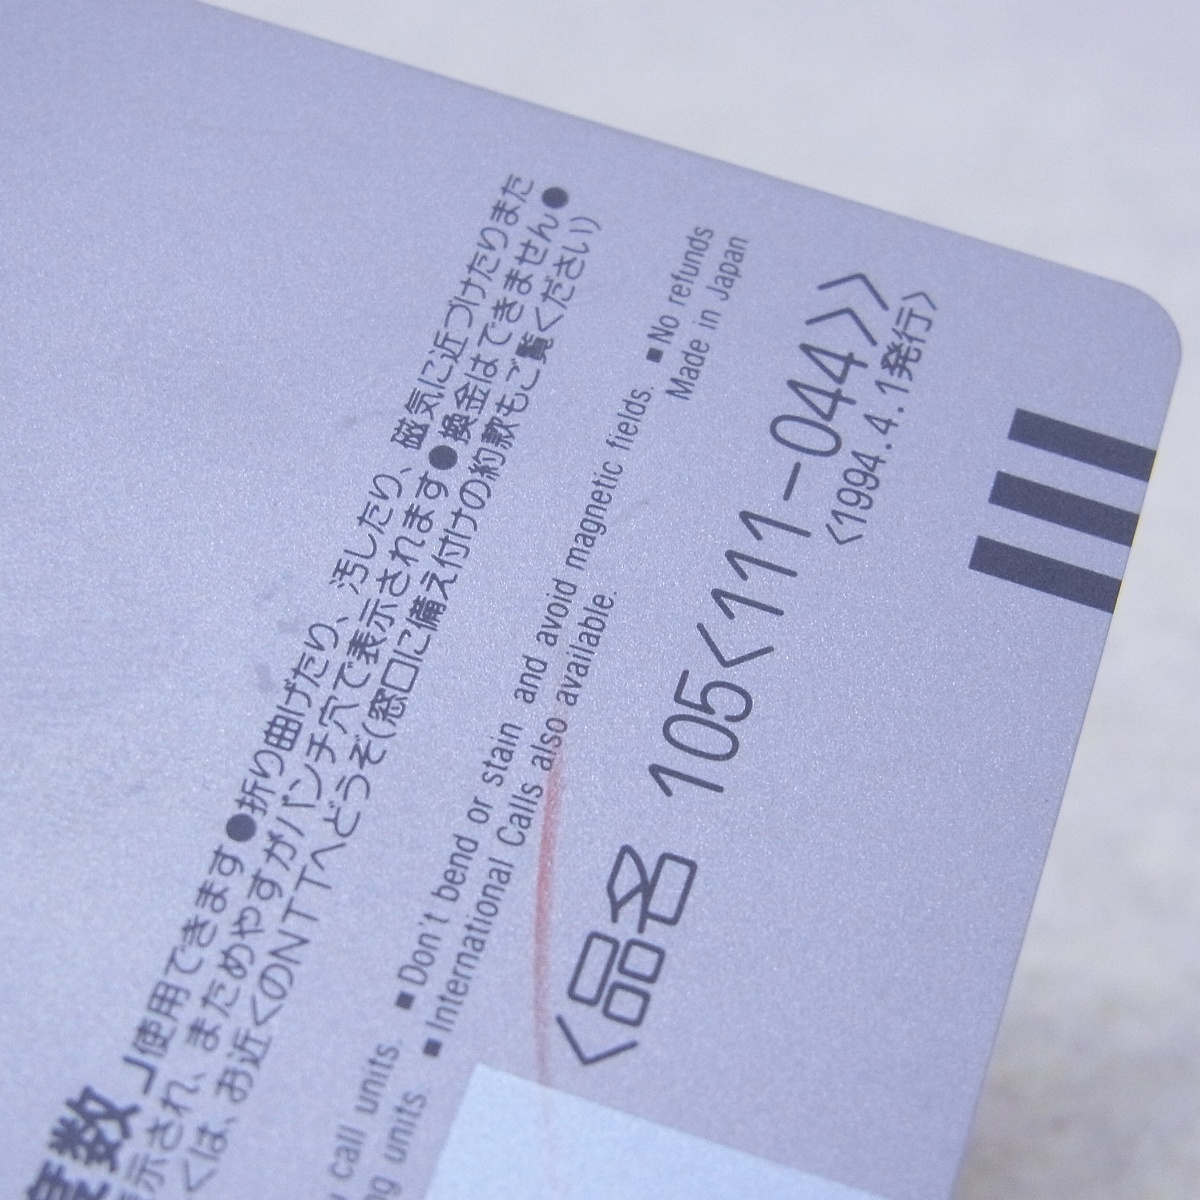 度数」使用できます●折り曲げたり、汚したり、磁気に近づけたりまた
示され、まためやすがパンチ穴で表示されます●換金はできません●
くは、お近くのNTTへどうぞ(窓口に備え付けの約款もご覧ください)
call units. ■Don't bend or stain and avoid magnetic fields. ■No refunds
units. ■International Calls also available. Made in Japan
<品名 105<111-044>>
<1994.4.1発行>